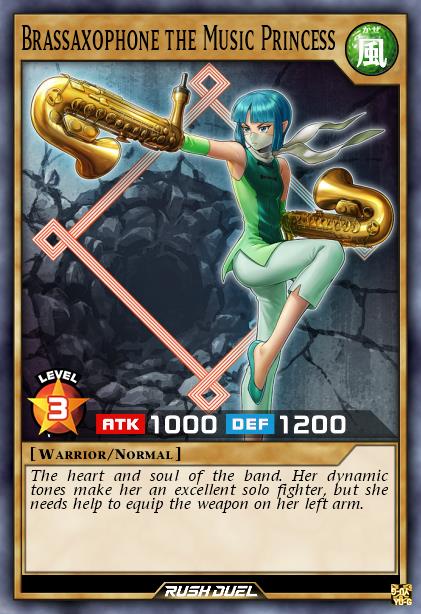 BRASSAXOPHONE THE MUSIC PRINCESS
かぜ
風
LEVEL
3
ATK 1000 DEF 1200
[WARRIOR/NORMAL]
The heart and soul of the band. Her dynamic
tones make her an excellent solo fighter, but she
needs help to equip the weapon on her left arm.
RUSH DUEL